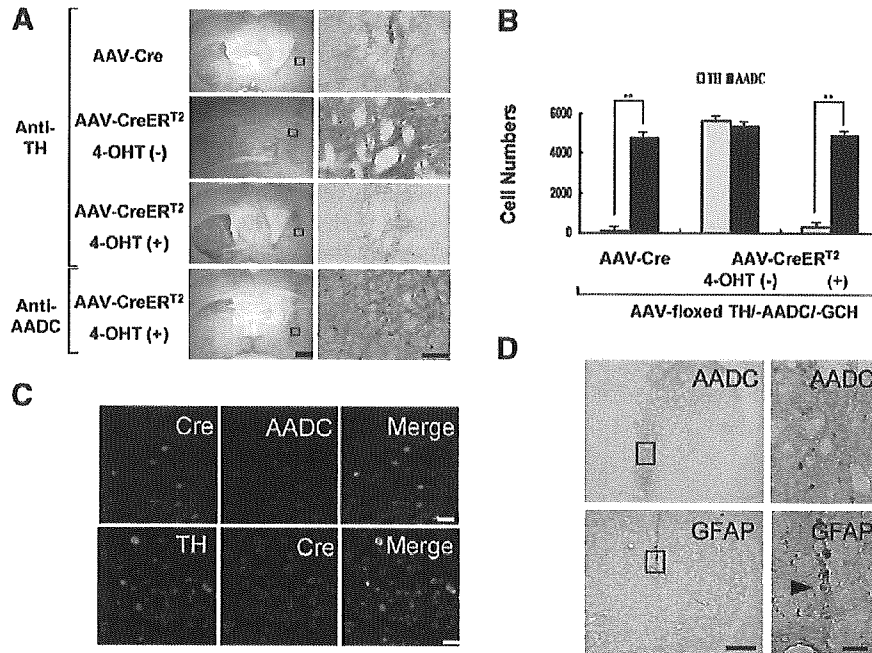 A
Anti-
TH
AAV-Cre
AAV-CreER^T2
4-OHT (-)
AAV-CreER^T2
4-OHT (+)
Anti-
AADC
AAV-CreER^T2
4-OHT (+)
B
TH AADC
**
**
6000
4000
2000
0
Cell Numbers
AAV-Cre
AAV-CreER^T2
4-OHT (-)
(+)
AAV-floxed TH/-AADC/-GCH
C
Cre
AADC
Merge
TH
Cre
Merge
D
AADC
AADC
GFAP
GFAP